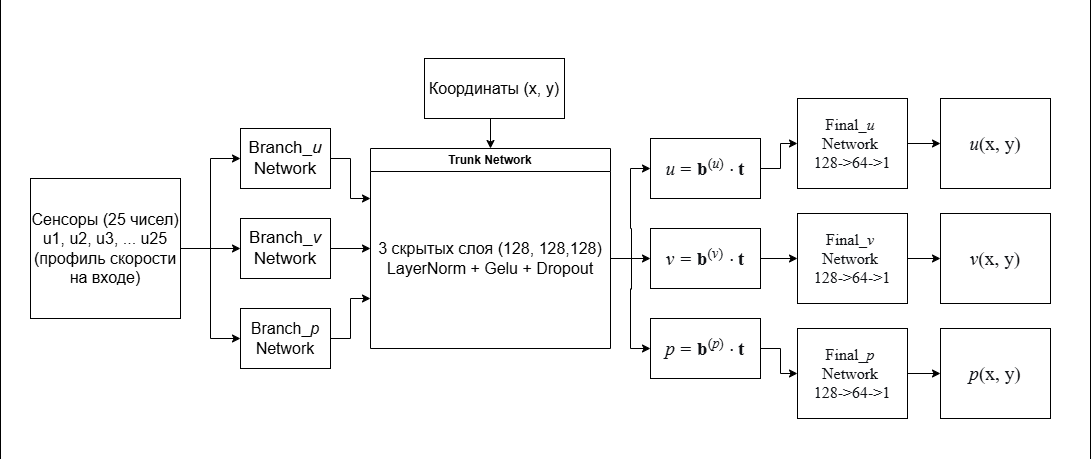 Сенсоры (25 чисел)
u1, u2, u3, ... u25
(профиль скорости
на входе)
Branch_u
Network
Branch_v
Network
Branch_p
Network
Координаты (x, y)
Trunk Network
3 скрытых слоя (128, 128,128)
LayerNorm + Gelu + Dropout
u = b^(u) · t
v = b^(v) · t
p = b^(p) · t
Final_u
Network
128->64->1
Final_v
Network
128->64->1
Final_p
Network
128->64->1
u(x, y)
v(x, y)
p(x, y)